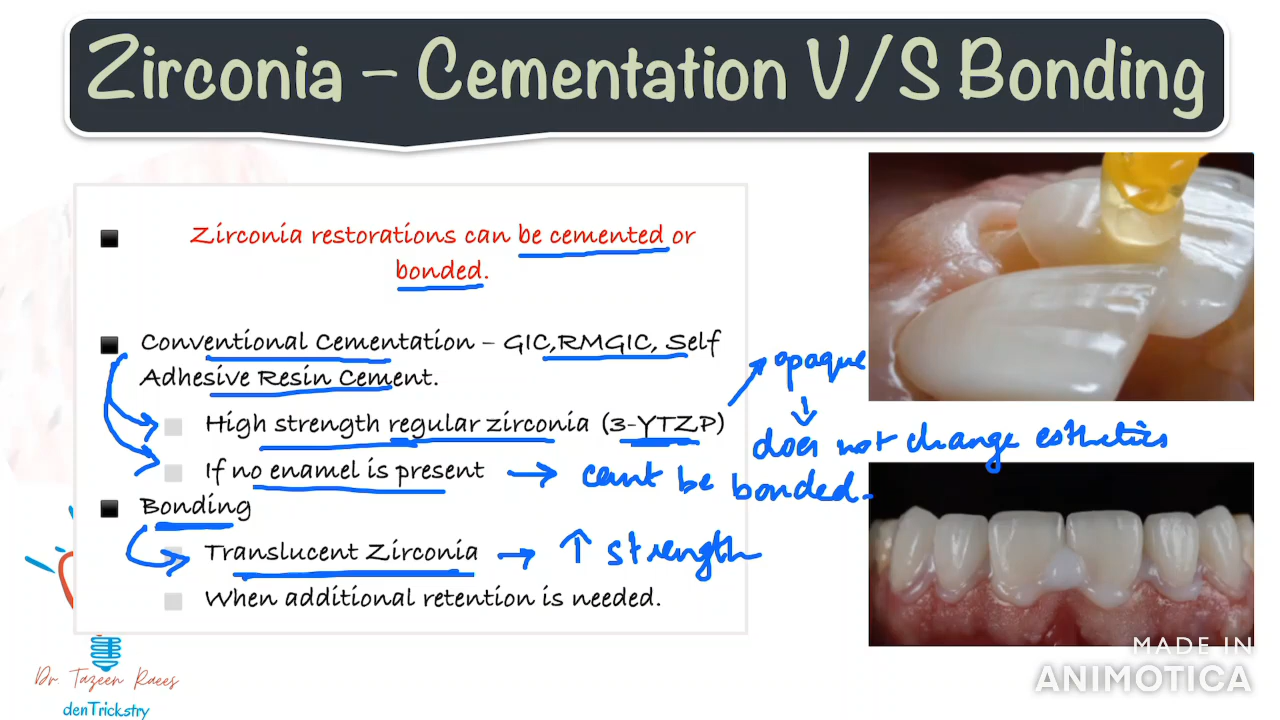 Zirconia – Cementation V/S Bonding
Zirconia restorations can be cemented or
bonded.
Conventional Cementation – GIC,RMGIC, Self
Adhesive Resin Cement.
opaque
High strength regular zirconia (3-YTZP)
does not change esthetics
If no enamel is present → cant be bonded.
Bonding
Translucent Zirconia → ↑ strength
When additional retention is needed.
Dr. Tazeen Raees
denTrickstry
MADE IN
ANIMOTICA